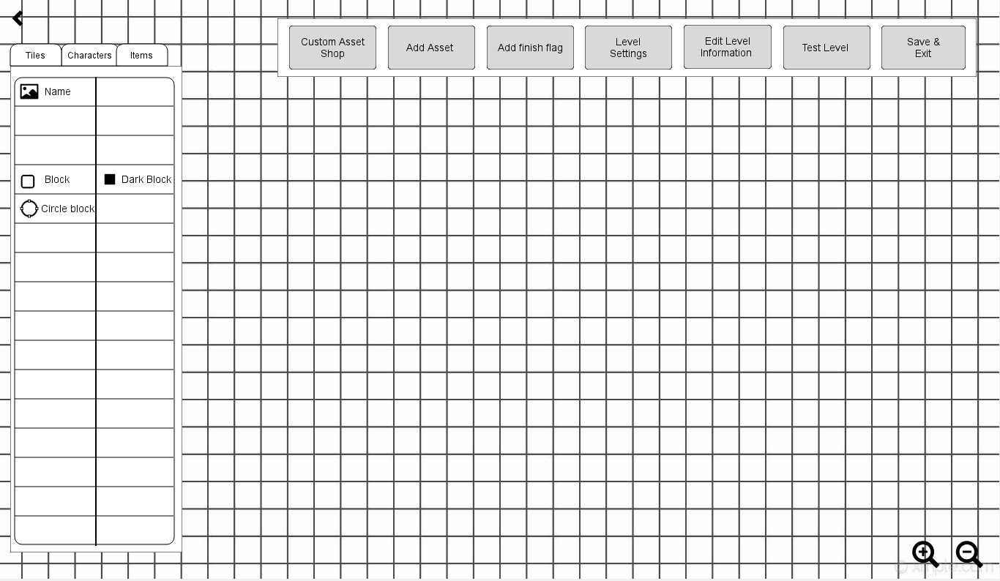 Custom Asset
Shop
Add Asset
Add finish flag
Level
Settings
Edit Level
Information
Test Level
Save &
Exit
Tiles
Characters
Items
Name
Block
Dark Block
Circle block